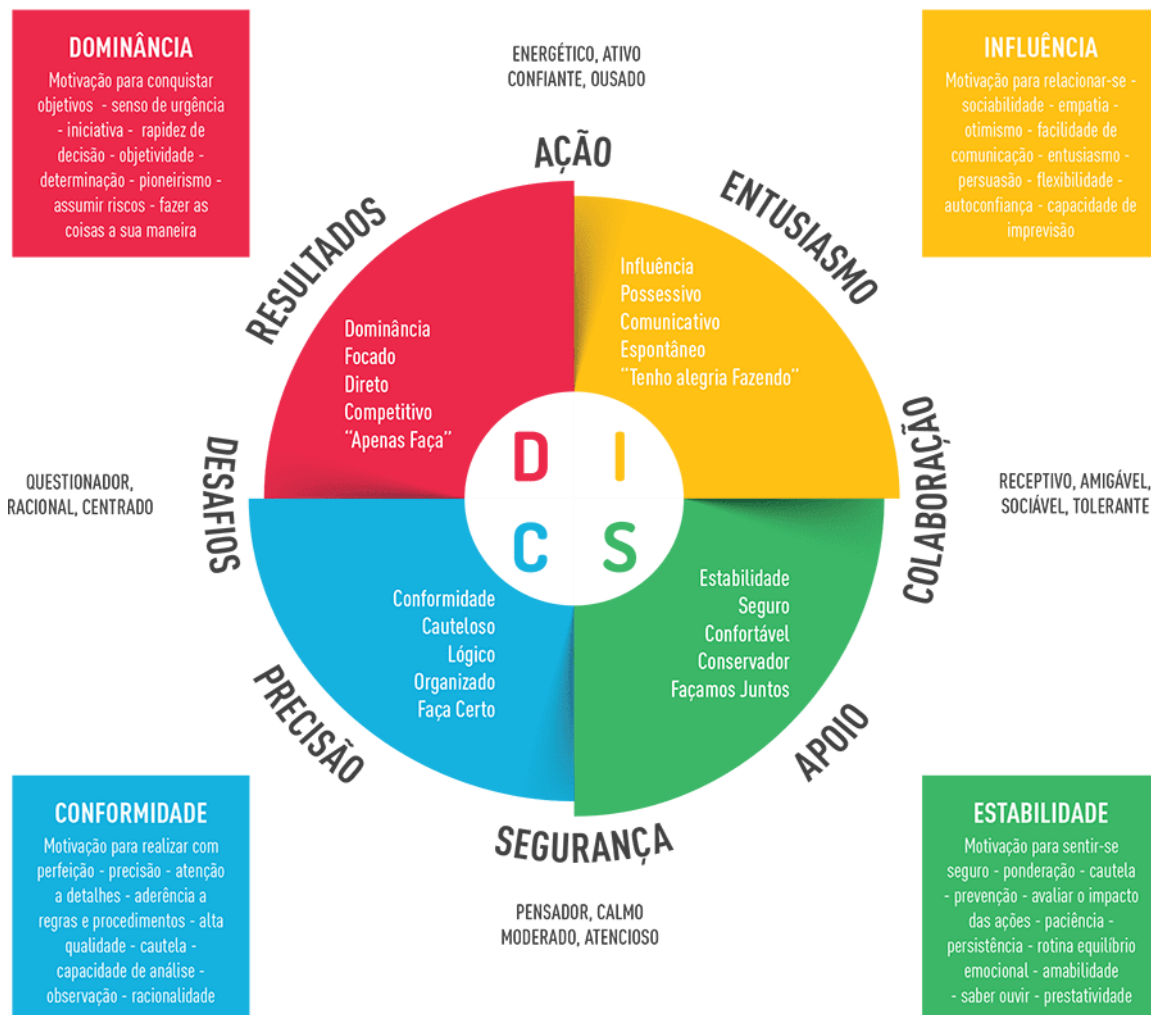 DOMINÂNCIA
Motivação para conquistar
objetivos - senso de urgência
- iniciativa - rapidez de
decisão - objetividade -
determinação - pioneirismo -
assumir riscos - fazer as
coisas a sua maneira
ENERGÉTICO, ATIVO
CONFIANTE, OUSADO
INFLUÊNCIA
Motivação para relacionar-se -
sociabilidade - empatia -
otimismo - facilidade de
comunicação - entusiasmo -
persuasão - flexibilidade -
autoconfiança - capacidade de
imprevisão
AÇÃO
RESULTADOS
ENTUSIASMO
Dominância
Focado
Direto
Competitivo
“Apenas Faça”
Influência
Possessivo
Comunicativo
Espontâneo
“Tenho alegria Fazendo”
D I
C S
DESAFIOS
COLABORAÇÃO
QUESTIONADOR,
RACIONAL, CENTRADO
RECEPTIVO, AMIGÁVEL,
SOCIÁVEL, TOLERANTE
Conformidade
Cauteloso
Lógico
Organizado
Faça Certo
Estabilidade
Seguro
Confortável
Conservador
Façamos Juntos
PRECISÃO
APOIO
SEGURANÇA
CONFORMIDADE
Motivação para realizar com
perfeição - precisão - atenção
a detalhes - aderência a
regras e procedimentos - alta
qualidade - cautela -
capacidade de análise -
observação - racionalidade
PENSADOR, CALMO
MODERADO, ATENCIOSO
ESTABILIDADE
Motivação para sentir-se
seguro - ponderação - cautela
- prevenção - avaliar o impacto
das ações - paciência -
persistência - rotina equilíbrio
emocional - amabilidade
- saber ouvir - prestatividade